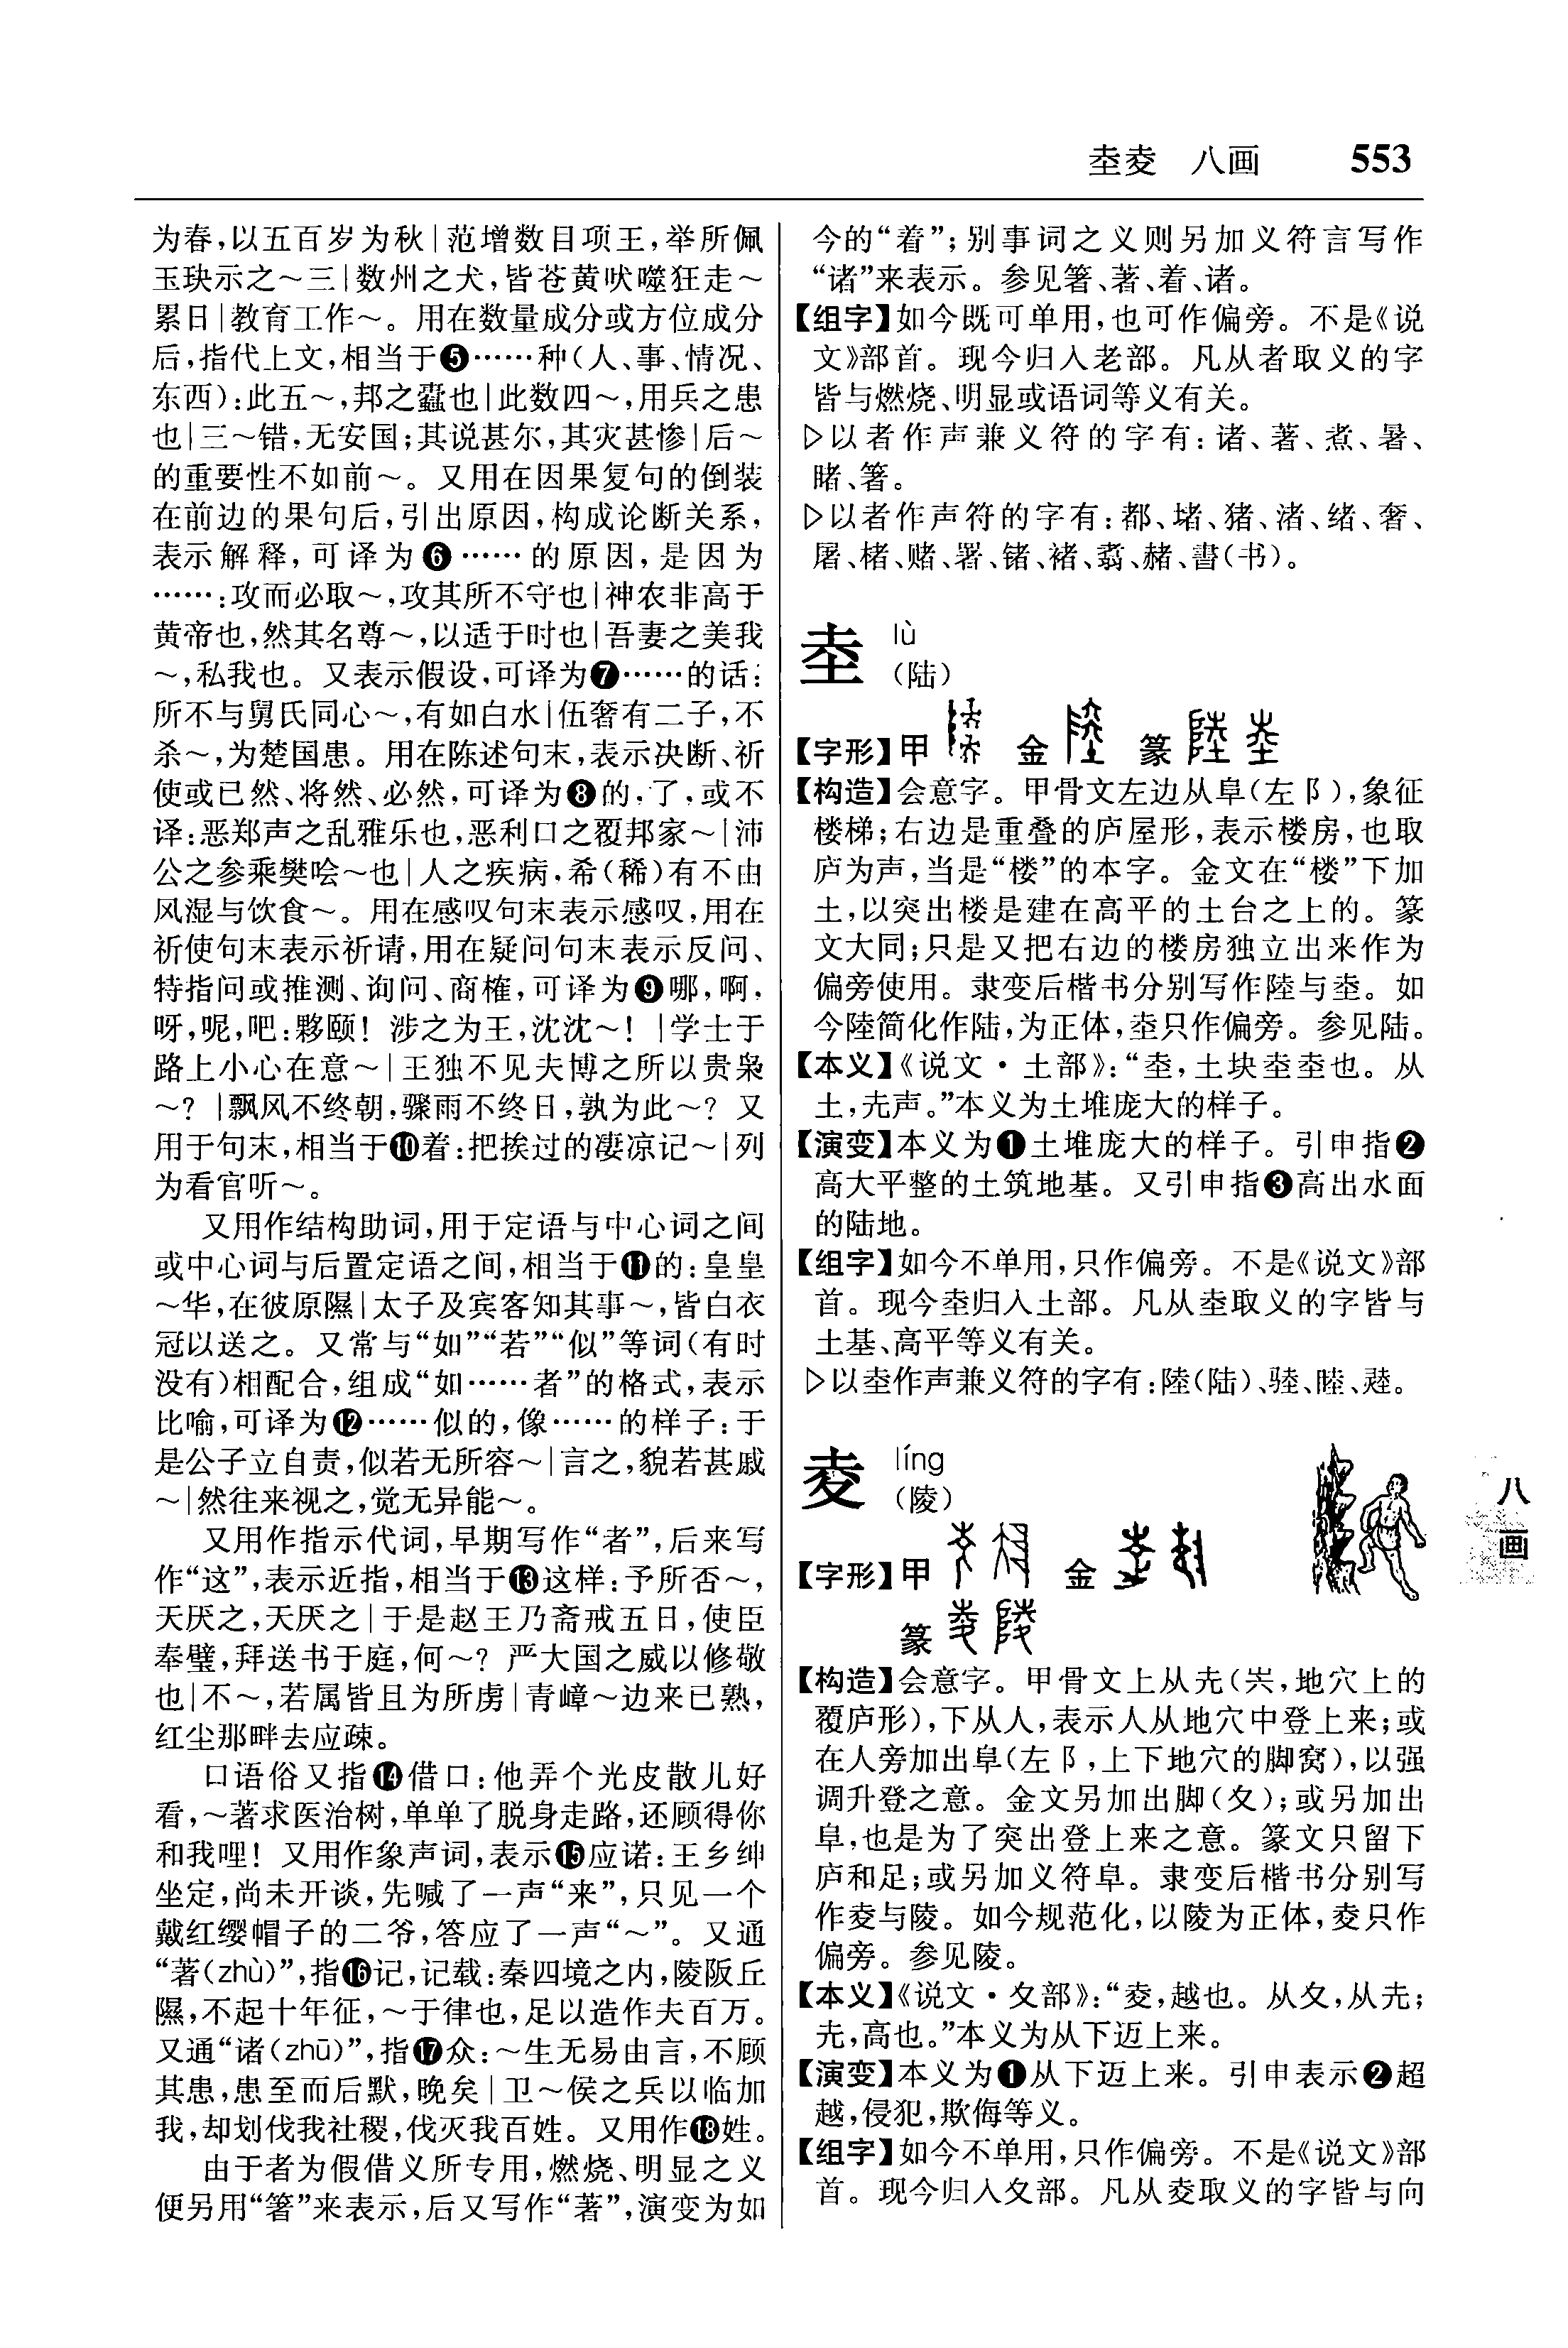 坴夌　八画　553
为春，以五百岁为秋|范增数目项王，举所佩
玉玦示之～三|数州之犬，皆苍黄吠噬狂走～
累日|教育工作～。用在数量成分或方位成分
后，指代上文，相当于❺……种（人、事、情况、
东西）：此五～，邦之蠹也|此数四～，用兵之患
也|三～错，无安国；其说甚尔，其灾甚惨|后～
的重要性不如前～。又用在因果复句的倒装
在前边的果句后，引出原因，构成论断关系，
表示解释，可译为❻……的原因，是因为
……：攻而必取～，攻其所不守也|神农非高于
黄帝也，然其名尊～，以适于时也|吾妻之美我
～，私我也。又表示假设，可译为❼……的话：
所不与舅氏同心～，有如白水|伍奢有二子，不
杀～，为楚国患。用在陈述句末，表示决断、祈
使或已然、将然、必然，可译为❽的，了，或不
译：恶郑声之乱雅乐也，恶利口之覆邦家～|沛
公之参乘樊哙～也|人之疾病，希（稀）有不由
风湿与饮食～。用在感叹句末表示感叹，用在
祈使句末表示祈请，用在疑问句末表示反问、
特指问或推测、询问、商榷，可译为❾哪，啊，
呀，呢，吧：夥颐！涉之为王，沈沈～！|学士于
路上小心在意～|王独不见夫博之所以贵枭
～？|飘风不终朝，骤雨不终日，孰为此～？又
用于句末，相当于❿着：把挨过的凄凉记～|列
为看官听～。
又用作结构助词，用于定语与中心词之间
或中心词与后置定语之间，相当于⓫的：皇皇
～华，在彼原隰|太子及宾客知其事～，皆白衣
冠以送之。又常与“如”“若”“似”等词（有时
没有）相配合，组成“如……者”的格式，表示
比喻，可译为⓬……似的，像……的样子：于
是公子立自责，似若无所容～|言之，貌若甚戚
～|然往来视之，觉无异能～。
又用作指示代词，早期写作“者”，后来写
作“这”，表示近指，相当于⓭这样：予所否～，
天厌之，天厌之|于是赵王乃斋戒五日，使臣
奉璧，拜送书于庭，何～？严大国之威以修敬
也|不～，若属皆且为所虏|青嶂～边来已熟，
红尘那畔去应疎。
口语俗又指⓮借口：他弄个光皮散儿好
看，～著求医治树，单单了脱身走路，还顾得你
和我哩！又用作象声词，表示⓯应诺：王乡绅
坐定，尚未开谈，先喊了一声“来”，只见一个
戴红缨帽子的二爷，答应了一声“～”。又通
“著（zhù）”，指⓰记，记载：秦四境之内，陵阪丘
隰，不起十年征，～于律也，足以造作夫百万。
又通“诸（zhū）”，指⓱众：～生无易由言，不顾
其患，患至而后默，晚矣|卫～侯之兵以临加
我，却划伐我社稷，伐灭我百姓。又用作⓲姓。
由于者为假借义所专用，燃烧、明显之义
便另用“箸”来表示，后又写作“著”，演变为如
今的“着”；别事词之义则另加义符言写作
“诸”来表示。参见箸、著、着、诸。
【组字】如今既可单用，也可作偏旁。不是《说
文》部首。现今归入老部。凡从者取义的字
皆与燃烧、明显或语词等义有关。
▷以者作声兼义符的字有：诸、著、煮、暑、
睹、箸。
▷以者作声符的字有：都、堵、猪、渚、绪、奢、
屠、楮、赌、署、锗、褚、翥、赭、書（书）。
坴　lù
（陆）
【字形】甲　金　篆
【构造】会意字。甲骨文左边从阜（左阝），象征
楼梯；右边是重叠的庐屋形，表示楼房，也取
庐为声，当是“楼”的本字。金文在“楼”下加
土，以突出楼是建在高平的土台之上的。篆
文大同；只是又把右边的楼房独立出来作为
偏旁使用。隶变后楷书分别写作陸与坴。如
今陸简化作陆，为正体，坴只作偏旁。参见陆。
【本义】《说文·土部》：“坴，土块坴坴也。从
土，圥声。”本义为土堆庞大的样子。
【演变】本义为❶土堆庞大的样子。引申指❷
高大平整的土筑地基。又引申指❸高出水面
的陆地。
【组字】如今不单用，只作偏旁。不是《说文》部
首。现今坴归入土部。凡从坴取义的字皆与
土基、高平等义有关。
▷以坴作声兼义符的字有：陸（陆）、䮚、睦、逵。
夌　líng
（陵）
【字形】甲　金
篆
【构造】会意字。甲骨文上从圥（𡴆，地穴上的
覆庐形），下从人，表示人从地穴中登上来；或
在人旁加出阜（左阝，上下地穴的脚窝），以强
调升登之意。金文另加出脚（夂）；或另加出
阜，也是为了突出登上来之意。篆文只留下
庐和足；或另加义符阜。隶变后楷书分别写
作夌与陵。如今规范化，以陵为正体，夌只作
偏旁。参见陵。
【本义】《说文·夂部》：“夌，越也。从夂，从圥；
圥，高也。”本义为从下迈上来。
【演变】本义为❶从下迈上来。引申表示❷超
越，侵犯，欺侮等义。
【组字】如今不单用，只作偏旁。不是《说文》部
首。现今归入夂部。凡从夌取义的字皆与向
八
画